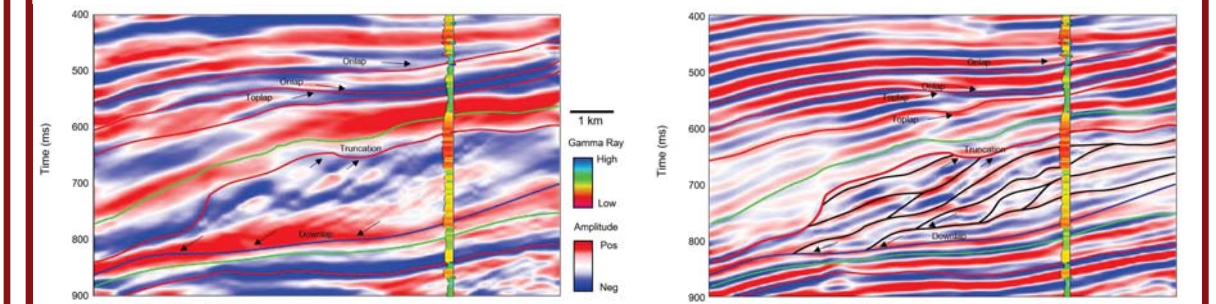 400
500
600
700
800
900
Time (ms)
Onlap
Onlap
Toplap
Truncation
Downlap
1 km
Gamma Ray
High
Low
Amplitude
Pos
Neg
400
500
600
700
800
900
Time (ms)
Onlap
Onlap
Toplap
Toplap
Truncation
Downlap